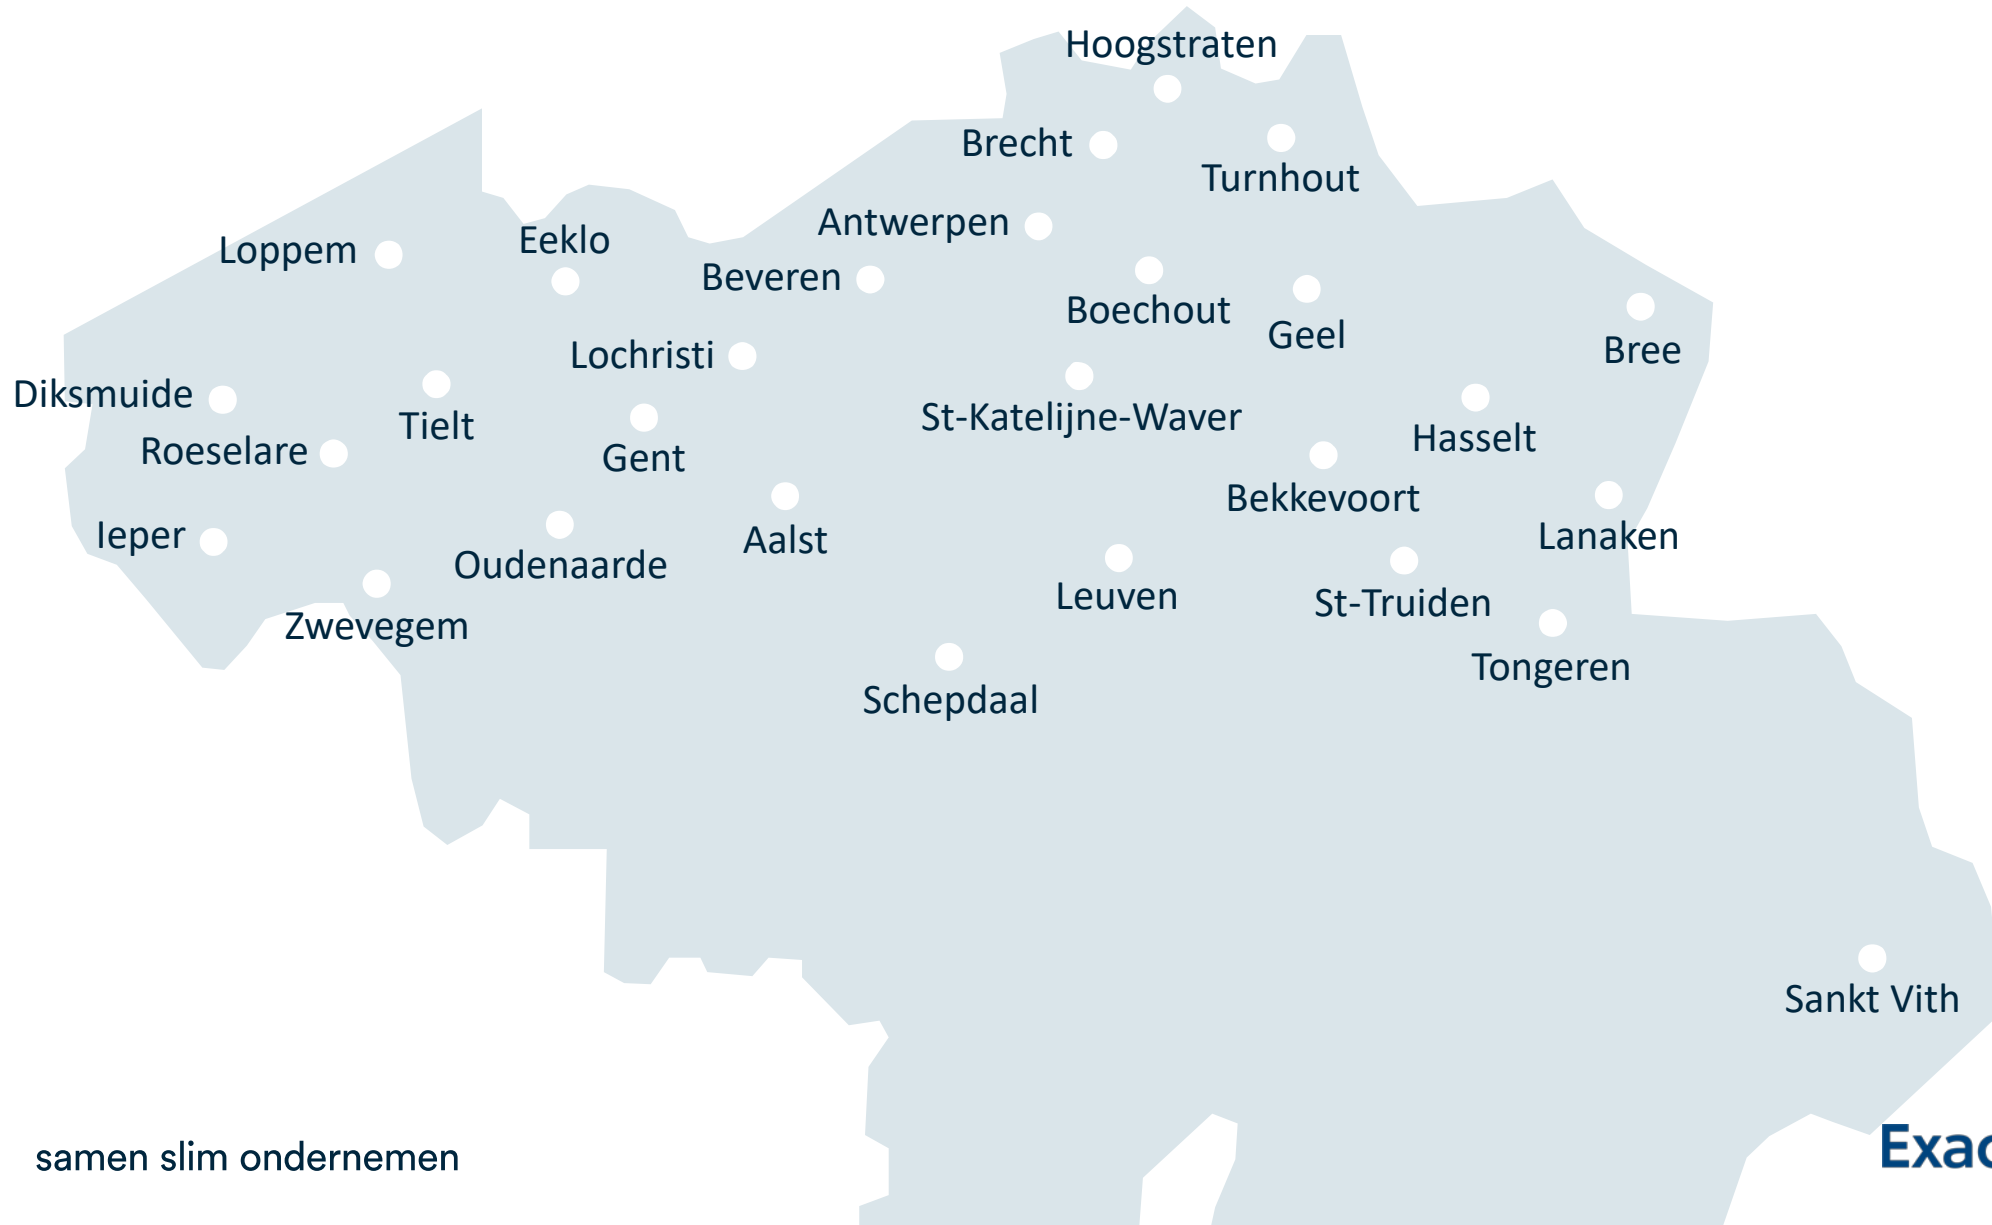 Hoogstraten
Brecht
Turnhout
Antwerpen
Loppem
Eeklo
Beveren
Boechout
Geel
Bree
Lochristi
Diksmuide
Tielt
St-Katelijne-Waver
Roeselare
Gent
Hasselt
Bekkevoort
Ieper
Aalst
Lanaken
Oudenaarde
Leuven
St-Truiden
Zwevegem
Tongeren
Schepdaal
Sankt Vith
samen slim ondernemen